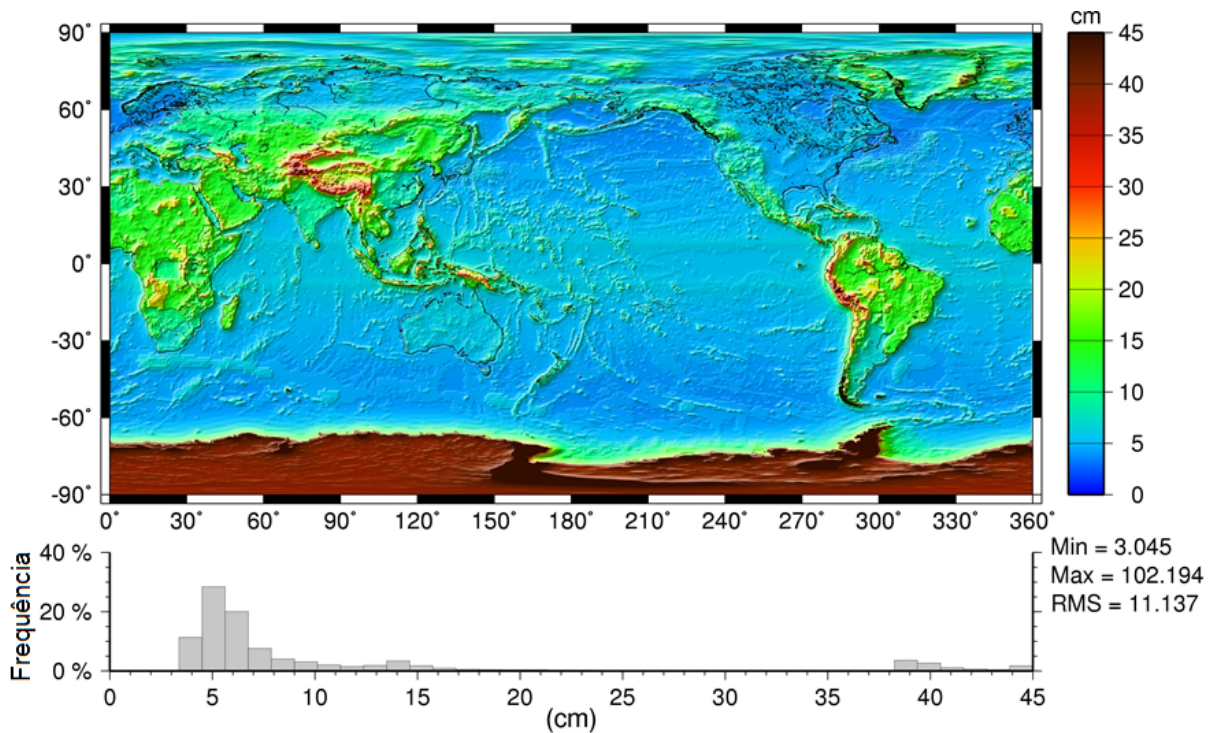 cm
90° 45
40
60° 35
30° 30
25
0° 20
-30° 15
10
-60° 5
-90° 0
0° 30° 60° 90° 120° 150° 180° 210° 240° 270° 300° 330° 360°
40 % Min = 3.045
Max = 102.194
20 % RMS = 11.137
Frequência
0 %
0 5 10 15 20 25 30 35 40 45
(cm)